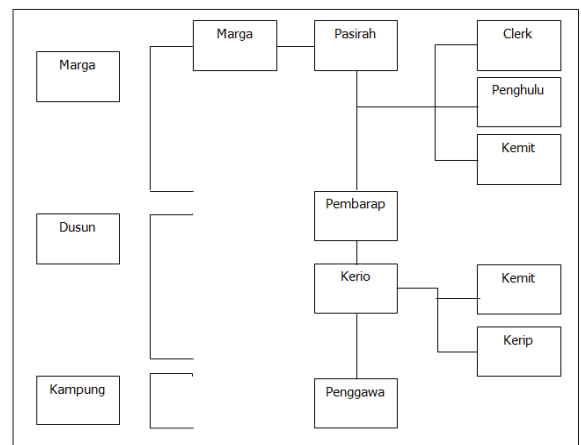 Marga
Pasirah
Clerk
Marga
Penghulu
Kemit
Pembarap
Dusun
Kerio
Kemit
Kerip
Kampung
Penggawa